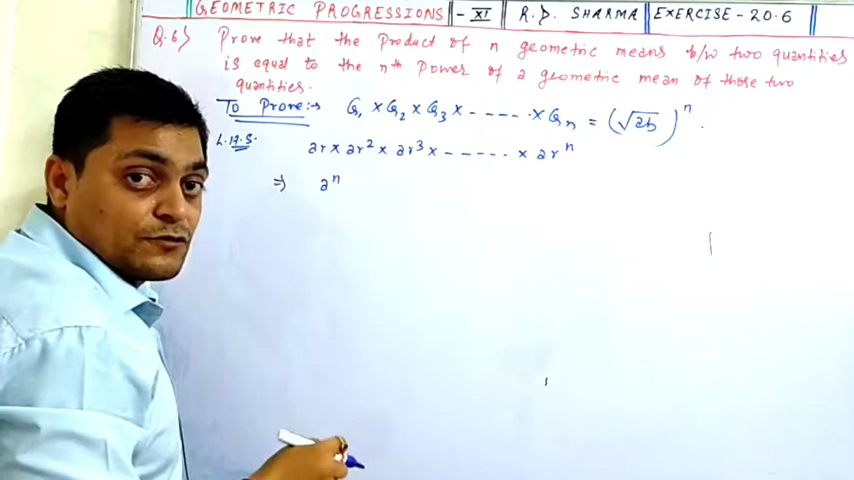 GEOMETRIC PROGRESSIONS - XI R.D. SHARMA EXERCISE - 20.6
Q.6) Prove that the Product of n geometric means b/w two quantities
is equal to the nth Power of a geometric mean of those two
quantities.
To Prove:→ G₁ × G₂ × G₃ × - - - - - × Gₙ = (√ab)ⁿ.
L.H.S. ar × ar² × ar³ × - - - - - - × arⁿ
⇒ aⁿ